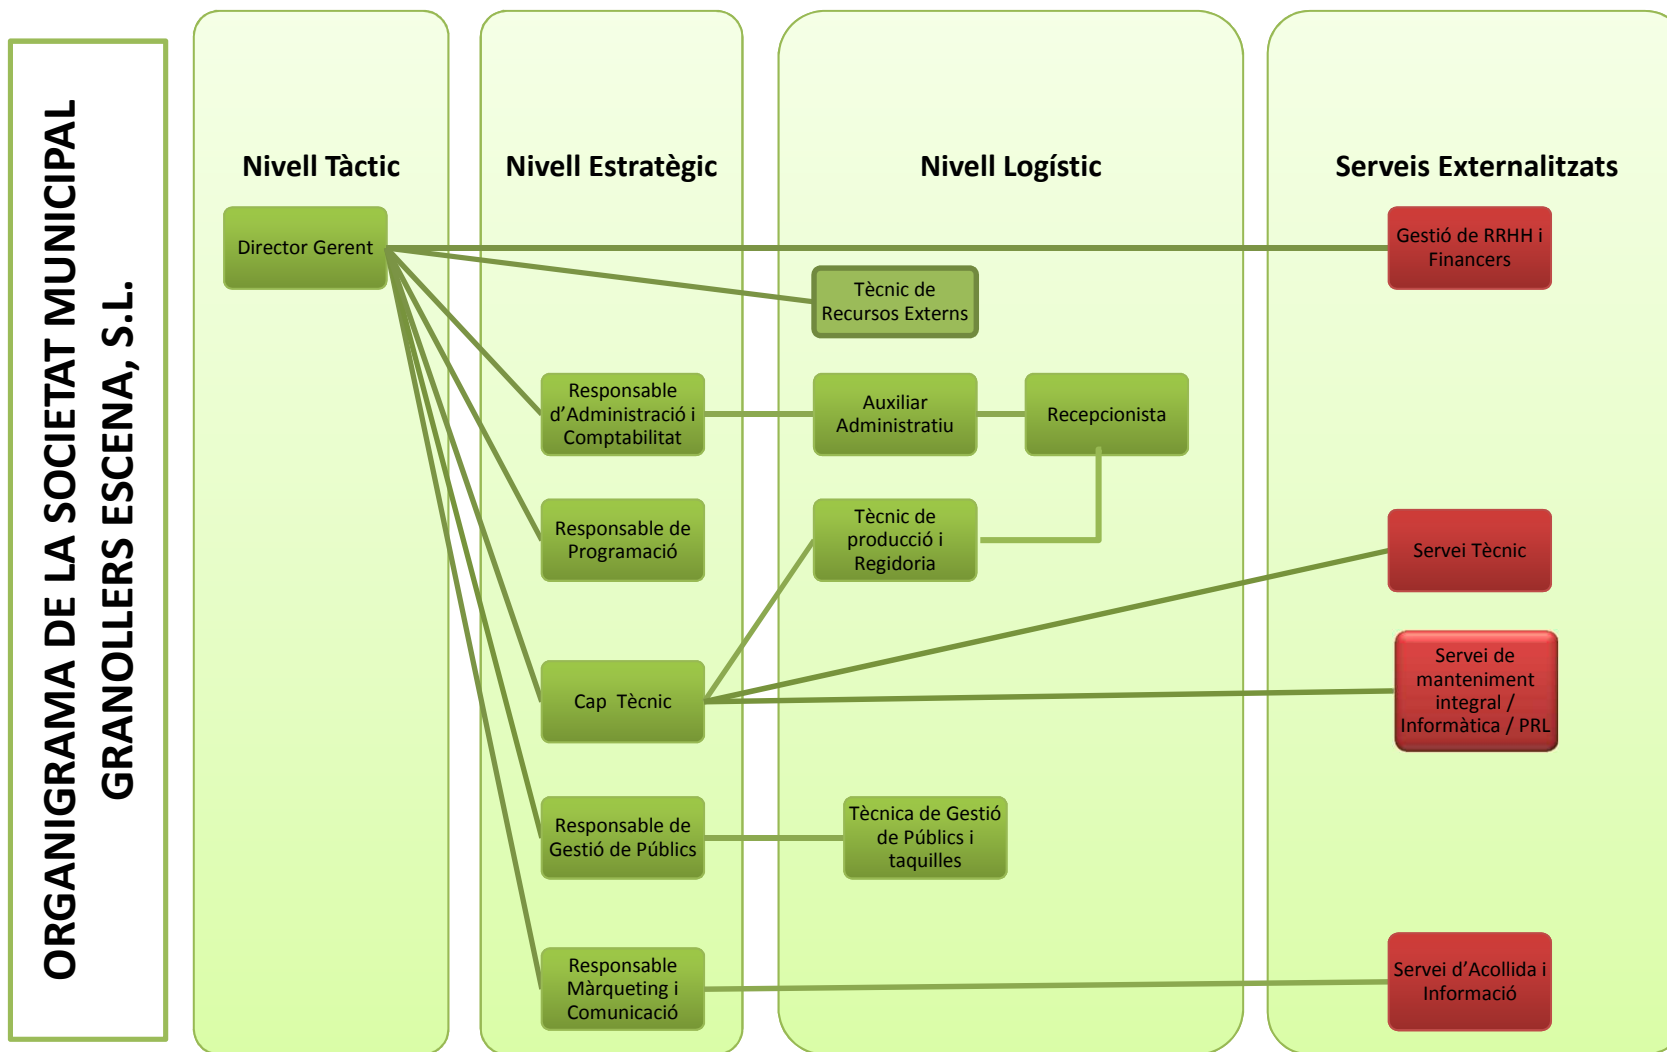 ORGANIGRAMA DE LA SOCIETAT MUNICIPAL
GRANOLLERS ESCENA, S.L.
Nivell Tàctic
Nivell Estratègic
Nivell Logístic
Serveis Externalitzats
Director Gerent
Gestió de RRHH i
Financers
Tècnic de
Recursos Externs
Responsable
d’Administració i
Comptabilitat
Auxiliar
Administratiu
Recepcionista
Responsable de
Programació
Tècnic de
producció i
Regidoria
Servei Tècnic
Cap Tècnic
Servei de
manteniment
integral /
Informàtica / PRL
Responsable de
Gestió de Públics
Tècnica de Gestió
de Públics i
taquilles
Responsable
Màrqueting i
Comunicació
Servei d’Acollida i
Informació